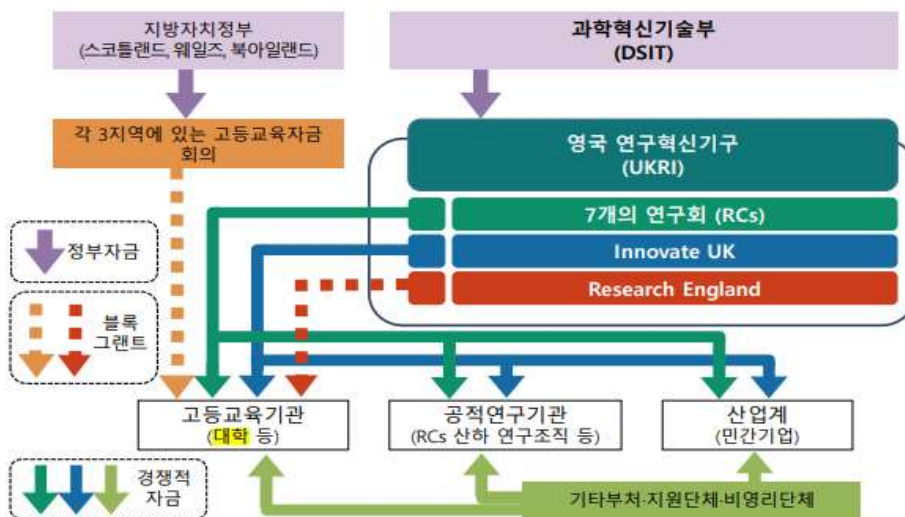 지방자치정부
(스코틀랜드, 웨일즈, 북아일랜드)
과학혁신기술부
(DSIT)
각 3지역에 있는 고등교육자금
회의
영국 연구혁신기구
(UKRI)
7개의 연구회 (RCs)
Innovate UK
Research England
정부자금
블록
그랜트
고등교육기관
(대학 등)
공적연구기관
(RCs 산하 연구조직 등)
산업계
(민간기업)
경쟁적
자금
기타부처·지원단체·비영리단체